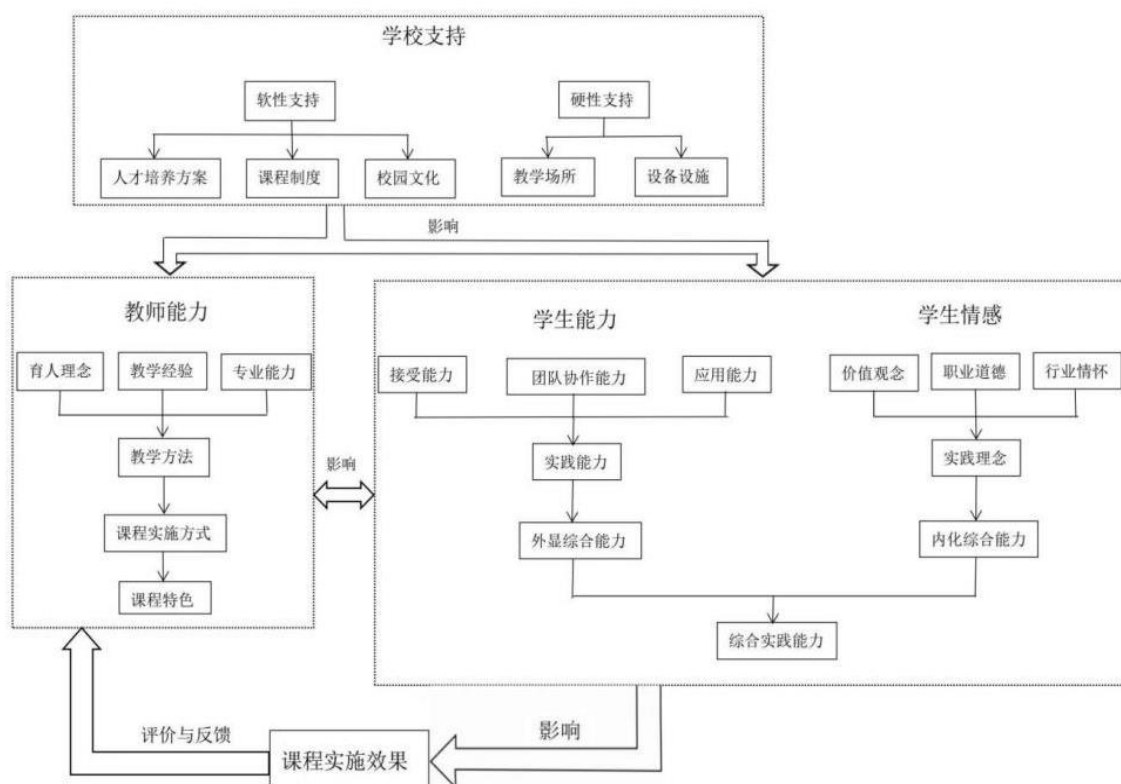 学校支持
软性支持
硬性支持
人才培养方案
课程制度
校园文化
教学场所
设备设施
影响
教师能力
育人理念
教学经验
专业能力
教学方法
课程实施方式
课程特色
影响
学生能力
学生情感
接受能力
团队协作能力
应用能力
价值观念
职业道德
行业情怀
实践能力
实践理念
外显综合能力
内化综合能力
综合实践能力
评价与反馈
课程实施效果
影响